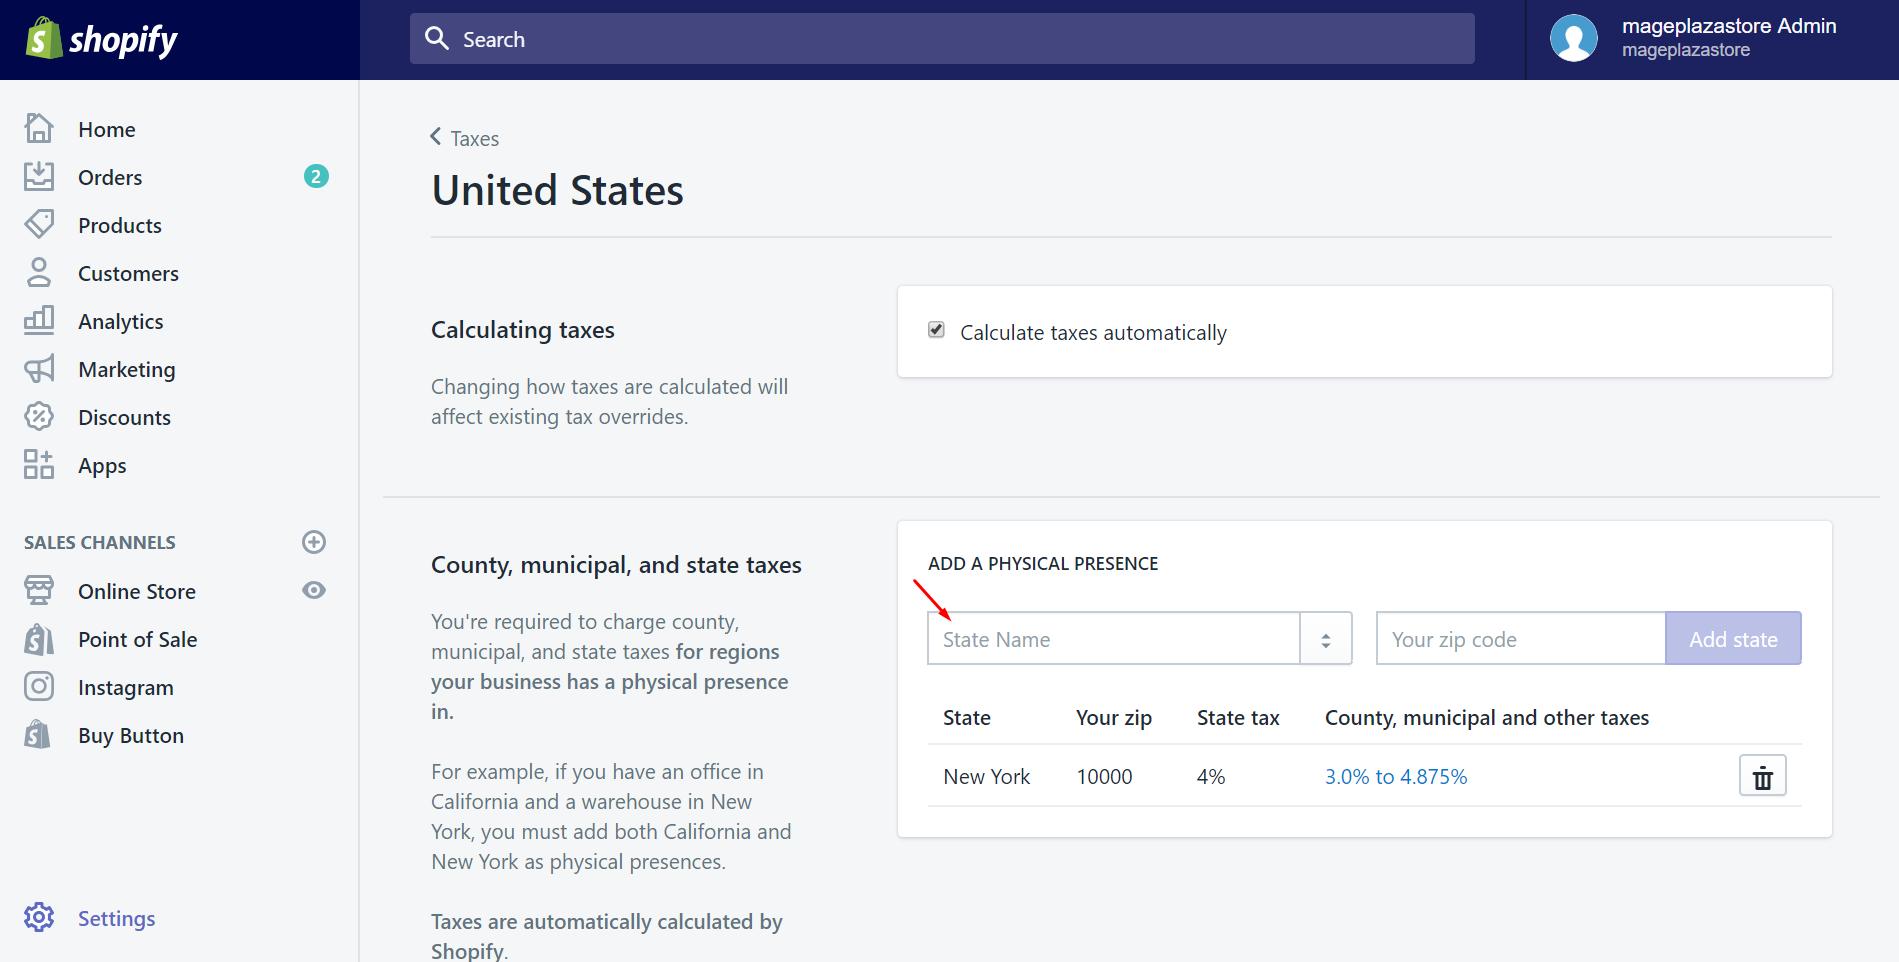 shopify
Search
mageplazastore Admin
mageplazastore
Home
Orders 2
Products
Customers
Analytics
Marketing
Discounts
Apps
SALES CHANNELS
Online Store
Point of Sale
Instagram
Buy Button
Settings
Taxes
United States
Calculating taxes
Changing how taxes are calculated will
affect existing tax overrides.
Calculate taxes automatically
County, municipal, and state taxes
You're required to charge county,
municipal, and state taxes for regions
your business has a physical presence
in.
For example, if you have an office in
California and a warehouse in New
York, you must add both California and
New York as physical presences.
Taxes are automatically calculated by
Shopify.
ADD A PHYSICAL PRESENCE
State Name Your zip code Add state
State Your zip State tax County, municipal and other taxes
New York 10000 4% 3.0% to 4.875%